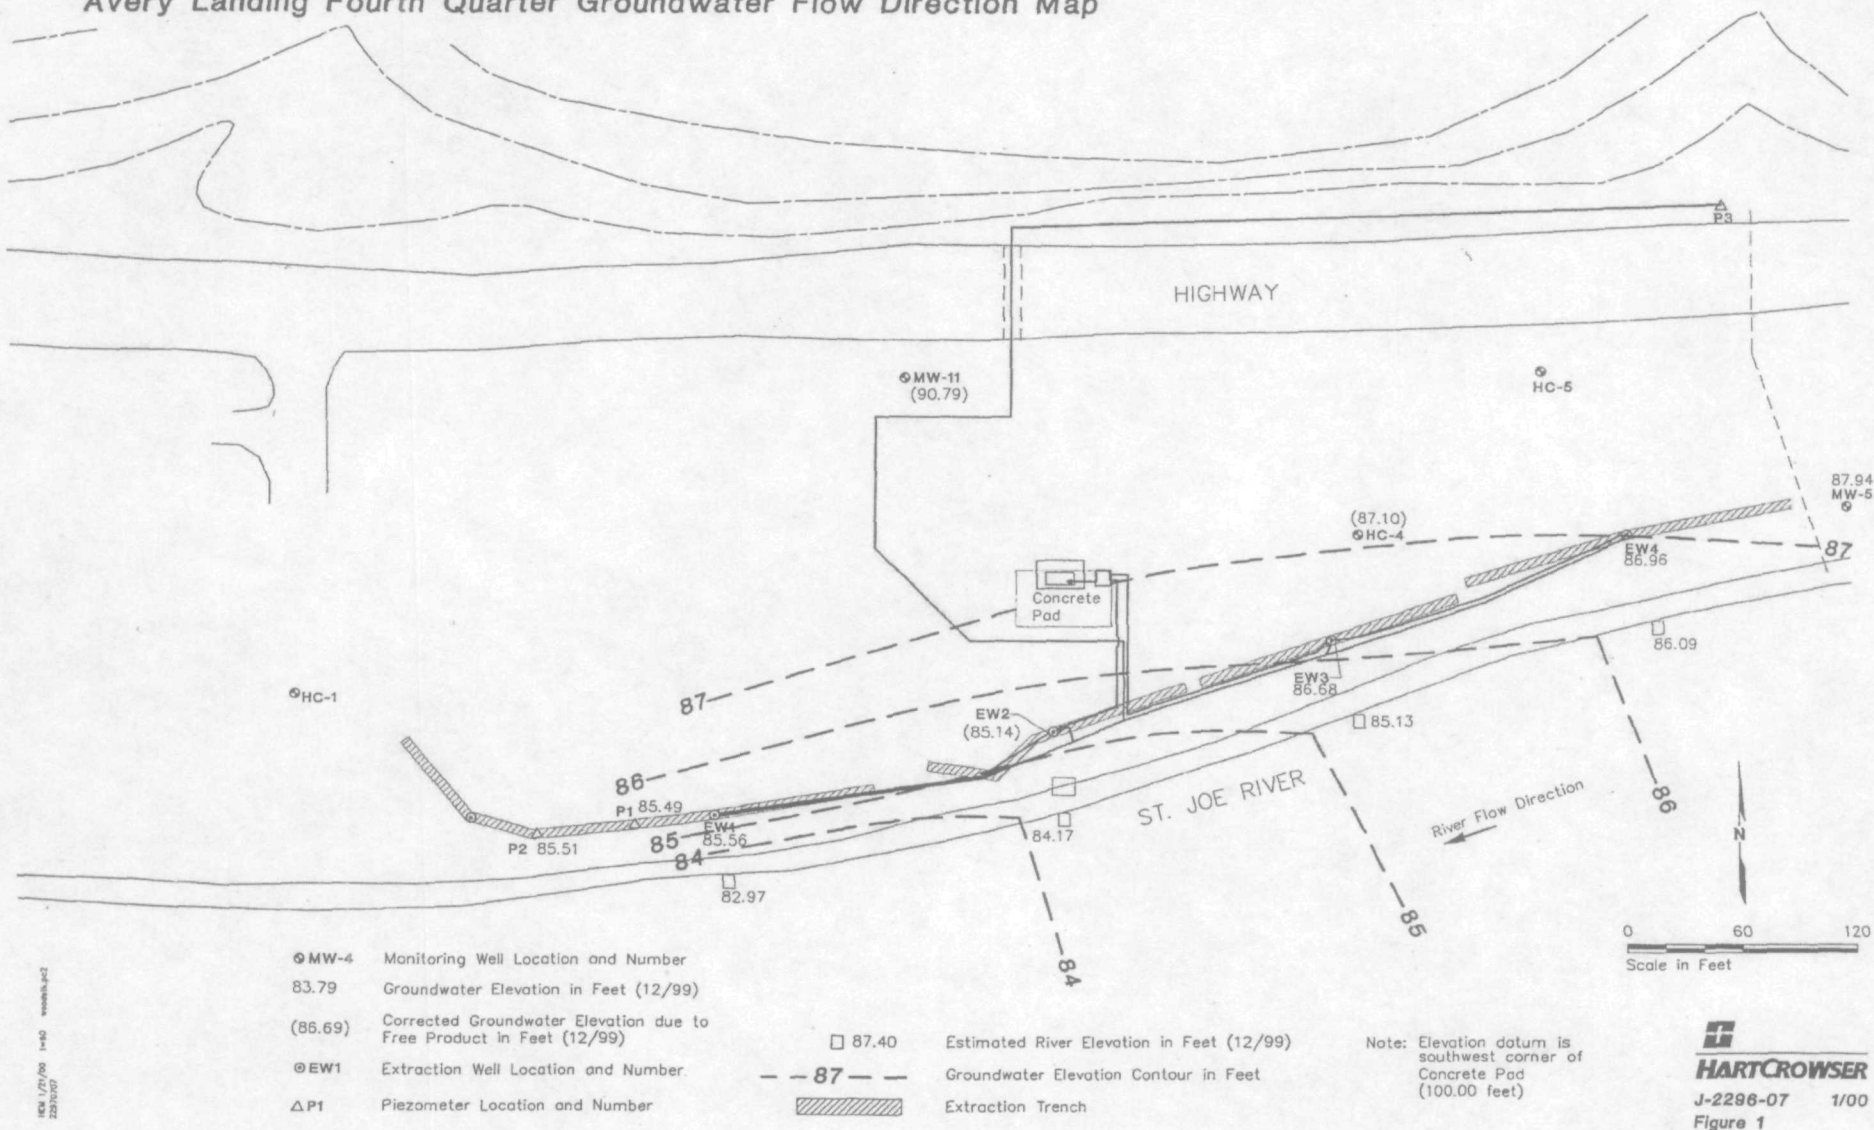 Avery Landing Fourth Quarter Groundwater Flow Direction Map
P3
HIGHWAY
MW-11
(90.79)
HC-5
87.94
MW-5
(87.10)
HC-4
87
EW4
86.96
Concrete
Pad
86.09
HC-1
87
EW3
86.68
EW2
(85.14)
85.13
86
86
ST. JOE RIVER
River Flow Direction
N
P1 85.49
EW1
85.56
85
84
P2 85.51
84.17
82.97
85
84
0 60 120
Scale in Feet
MW-4 Monitoring Well Location and Number
83.79 Groundwater Elevation in Feet (12/99)
(86.69) Corrected Groundwater Elevation due to
Free Product in Feet (12/99)
EW1 Extraction Well Location and Number
P1 Piezometer Location and Number
87.40 Estimated River Elevation in Feet (12/99)
87 Groundwater Elevation Contour in Feet
Extraction Trench
Note: Elevation datum is
southwest corner of
Concrete Pad
(100.00 feet)
HARTCROWSER
J-2296-07 1/00
Figure 1
HCM 1/21/00 1=60